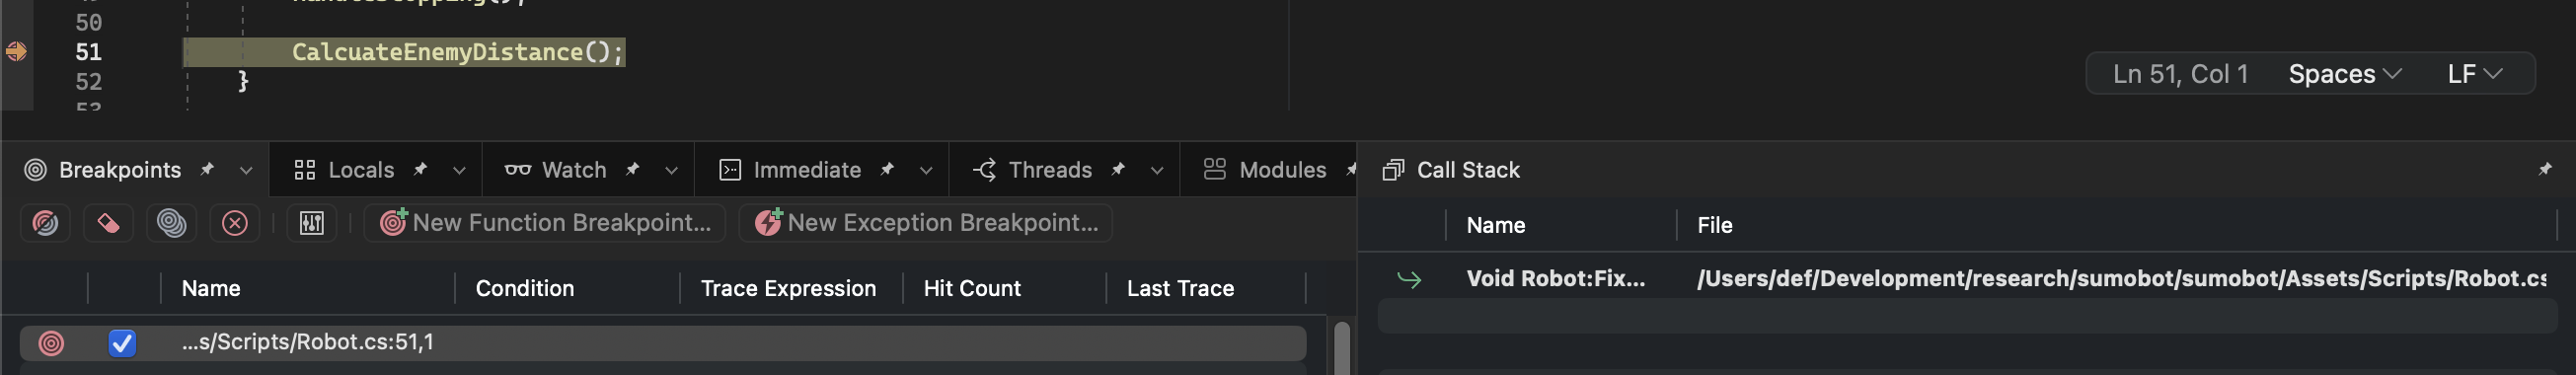 50
51 CalcuateEnemyDistance();
52 }
53
Ln 51, Col 1 Spaces LF
Breakpoints Locals Watch Immediate Threads Modules Call Stack
New Function Breakpoint... New Exception Breakpoint...
Name File
Name Condition Trace Expression Hit Count Last Trace
Void Robot:Fix... /Users/def/Development/research/sumobot/sumobot/Assets/Scripts/Robot.cs
...s/Scripts/Robot.cs:51,1